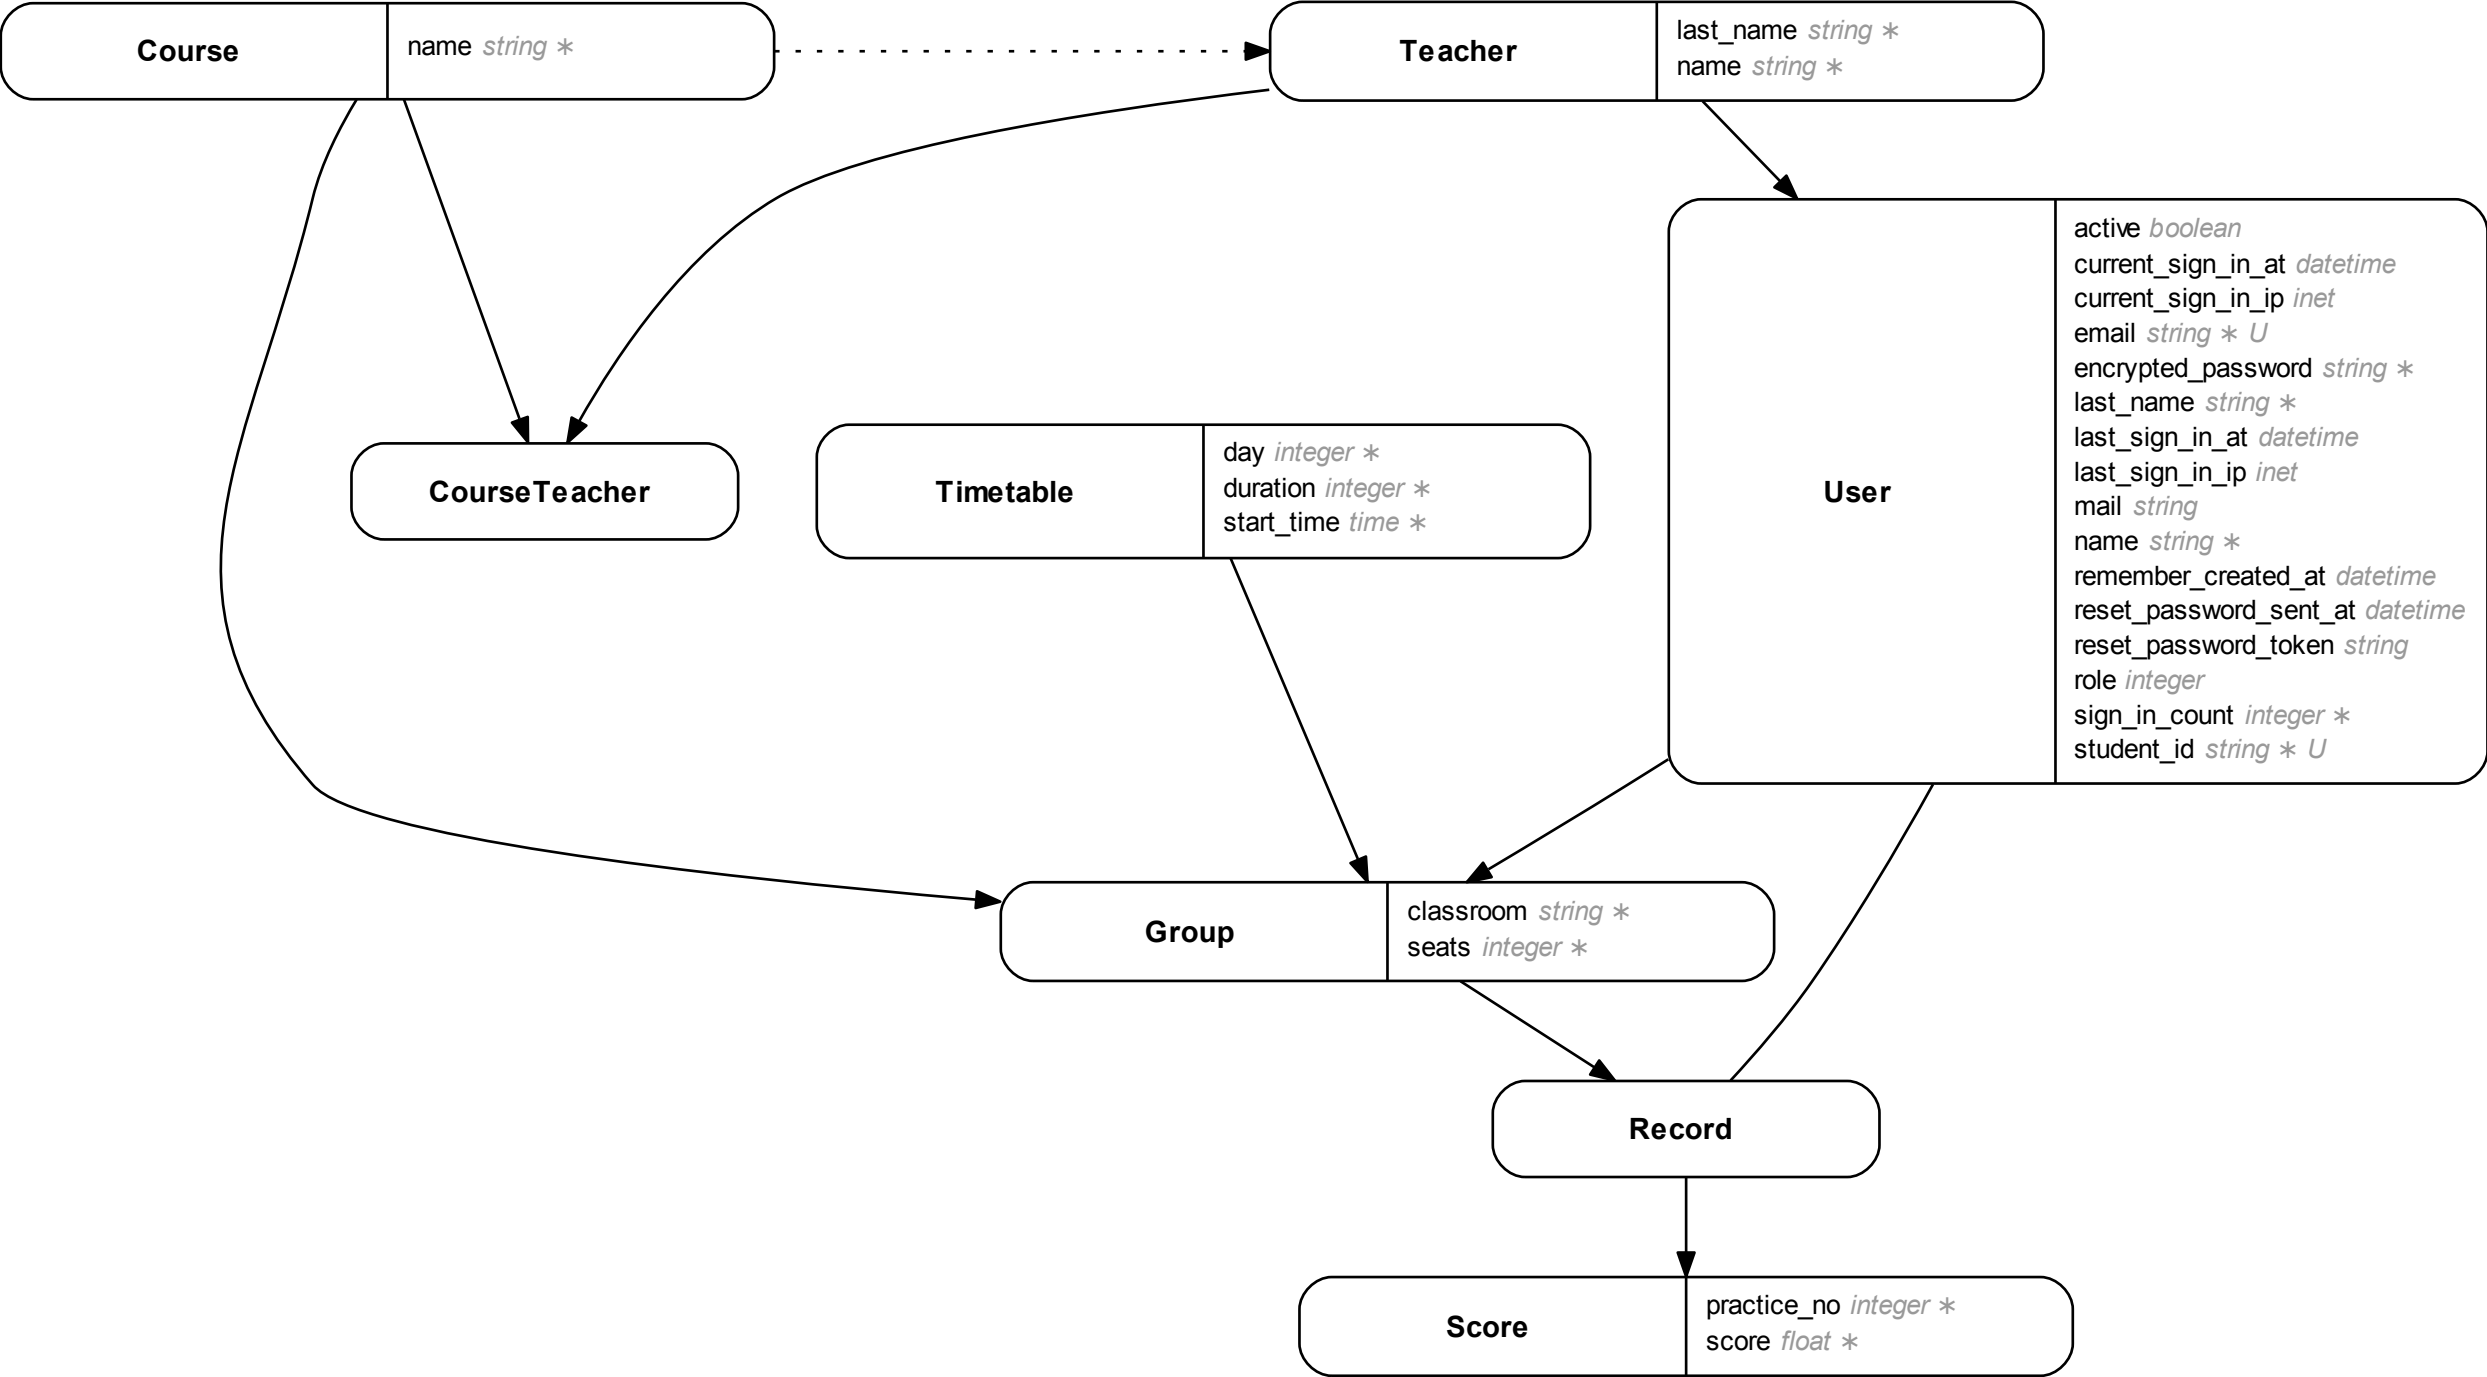 Course
name string ∗
Teacher
last_name string ∗
name string ∗
User
active boolean
current_sign_in_at datetime
current_sign_in_ip inet
email string ∗ U
encrypted_password string ∗
last_name string ∗
last_sign_in_at datetime
last_sign_in_ip inet
mail string
name string ∗
remember_created_at datetime
reset_password_sent_at datetime
reset_password_token string
role integer
sign_in_count integer ∗
student_id string ∗ U
CourseTeacher
Timetable
day integer ∗
duration integer ∗
start_time time ∗
Group
classroom string ∗
seats integer ∗
Record
Score
practice_no integer ∗
score float ∗